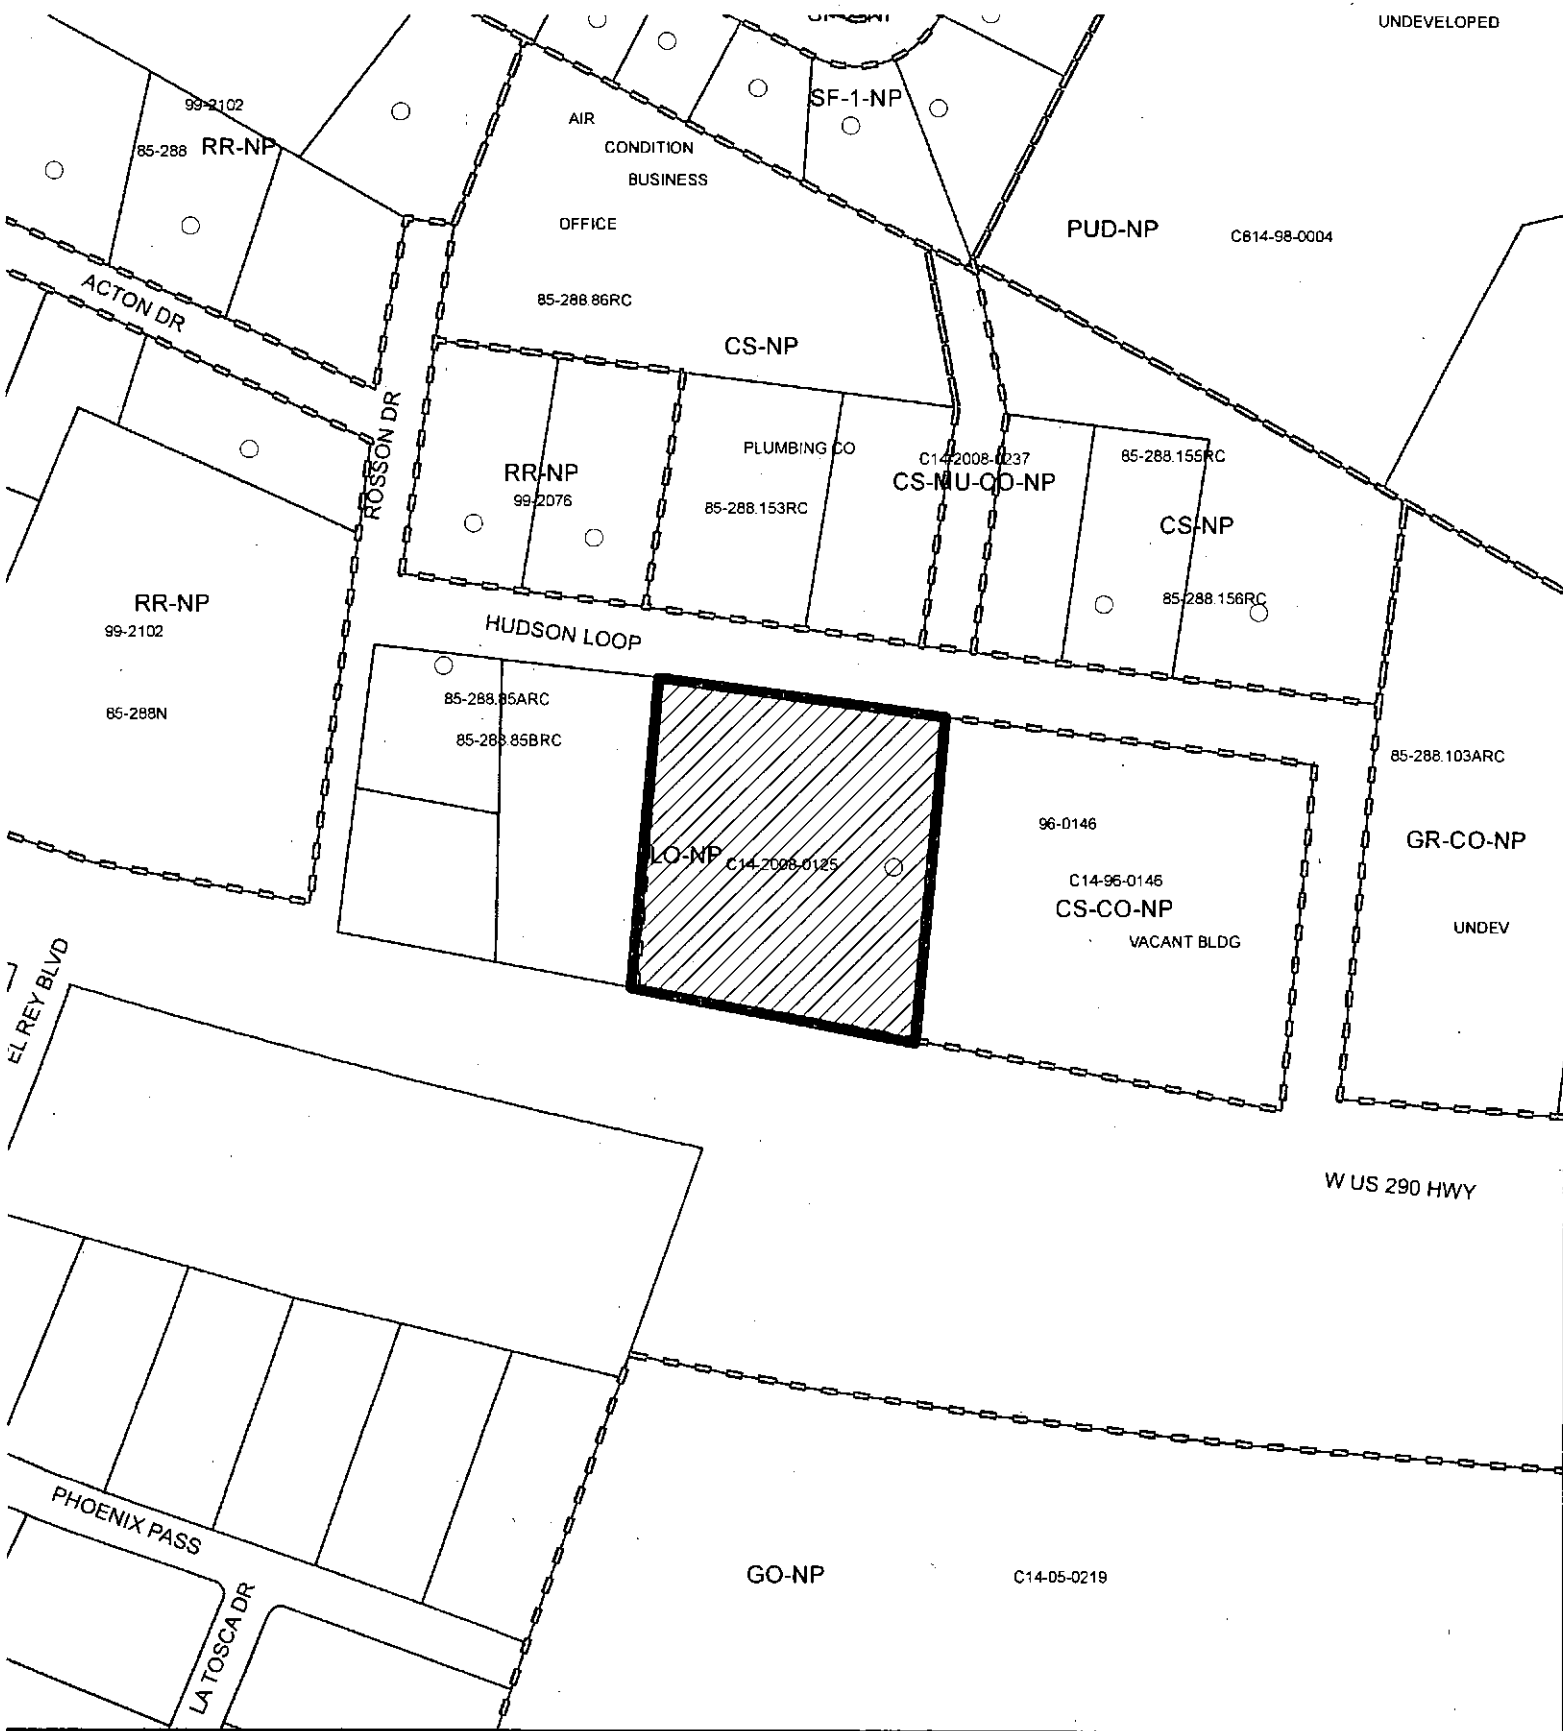 UNDEVELOPED
99-2102
85-288 RR-NP
AIR
CONDITION
BUSINESS
OFFICE
SF-1-NP
PUD-NP
C814-98-0004
ACTON DR
85-288.86RC
CS-NP
ROSSON DR
RR-NP
99-2076
PLUMBING CO
85-288.153RC
C14-2008-0237
CS-MU-CO-NP
85-288.155RC
CS-NP
85-288.156RC
RR-NP
99-2102
85-288N
HUDSON LOOP
85-288.85ARC
85-288.85BRC
LO-NP C14-2008-0125
96-0146
C14-96-0146
CS-CO-NP
VACANT BLDG
85-288.103ARC
GR-CO-NP
UNDEV
EL REY BLVD
W US 290 HWY
PHOENIX PASS
LA TOSCA DR
GO-NP
C14-05-0219